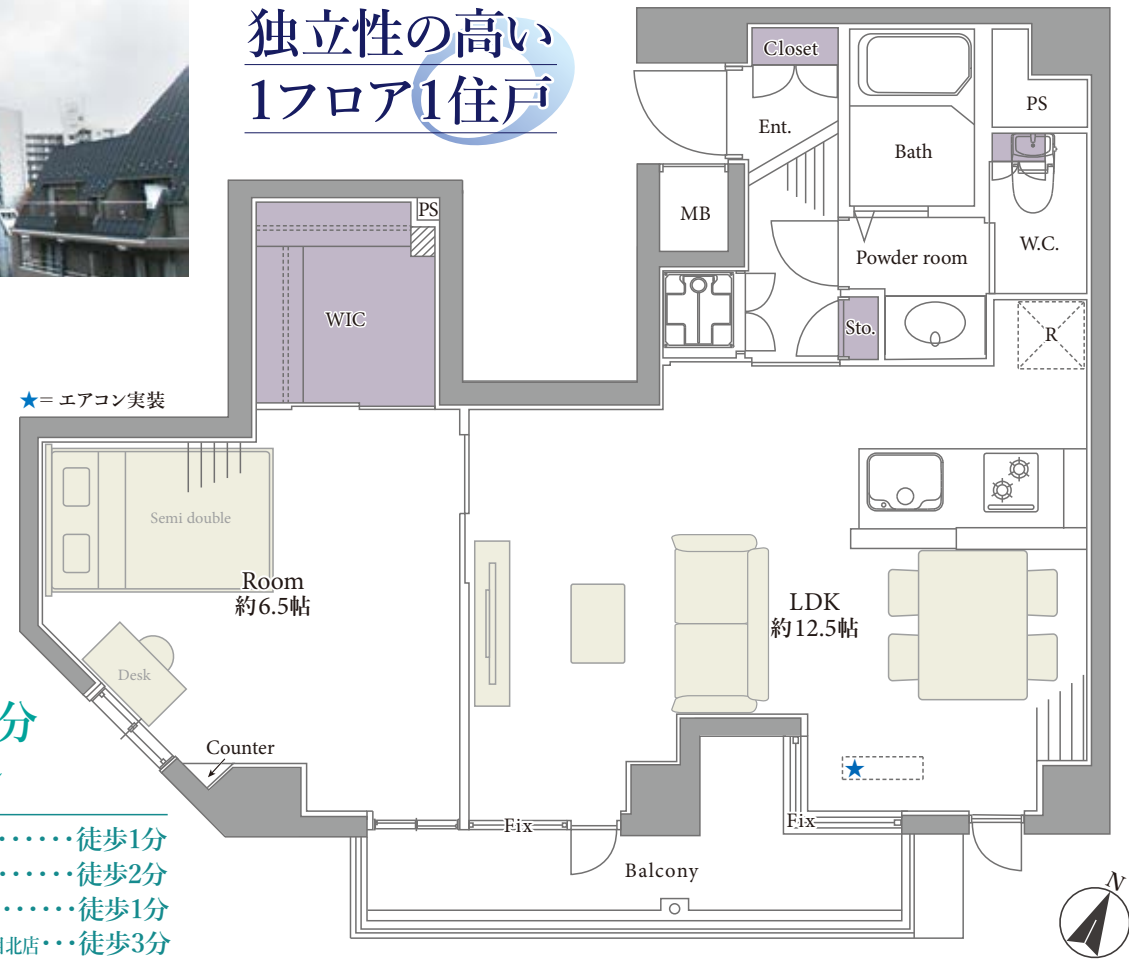 独立性の高い
1フロア1住戸
Closet
PS
Ent.
Bath
PS
MB
W.C.
Powder room
WIC
Sto.
R
★= エアコン実装
Semi double
Room
約6.5帖
LDK
約12.5帖
Desk
分
Counter
★
Fix
Fix
・・・・・・徒歩1分
・・・・・・徒歩2分
Balcony
・・・・・・徒歩1分
北店・・・徒歩3分
N